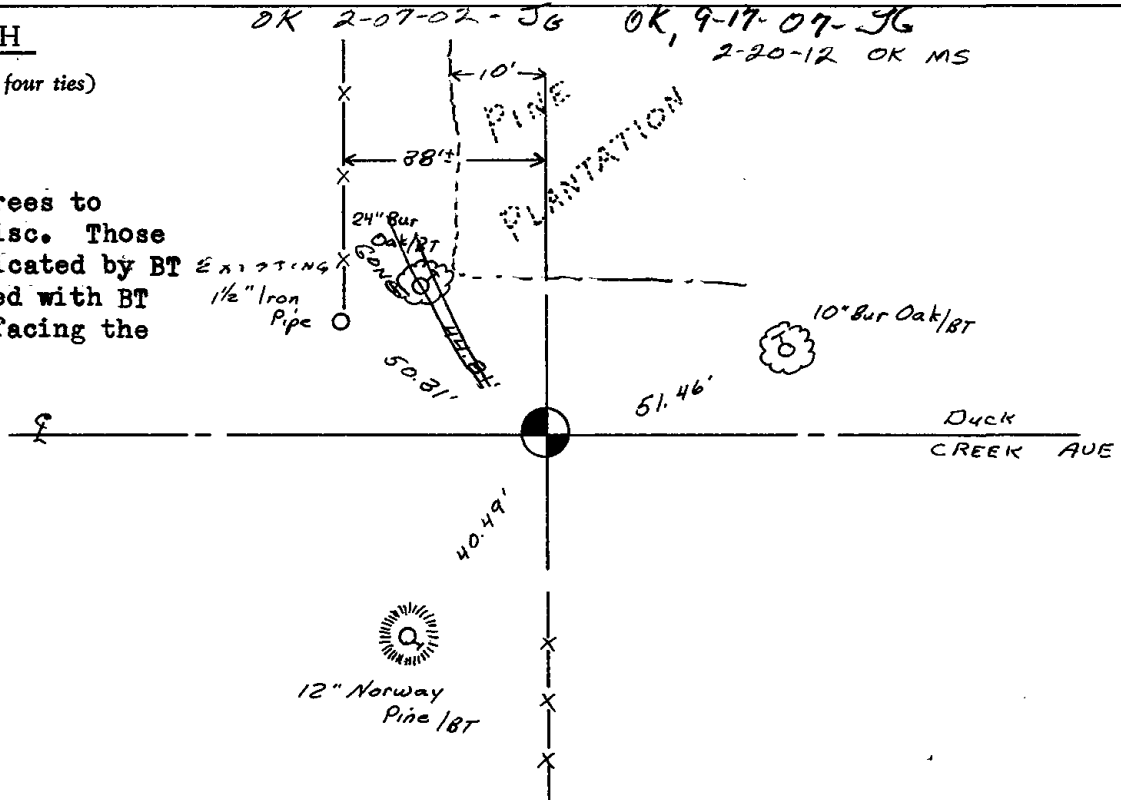 OK 2-07-02 - JG OK, 9-17-07- JG
2-20-12 OK MS
H
four ties)
10'
PINE
PLANTATION
38'±
rees to
isc. Those
icated by BT
ed with BT
facing the
24" Bur
Oak/BT
GONE
EXISTING
1½" Iron
Pipe
44.81'
50.31'
10" Bur Oak/BT
51.46'
℄
Duck
CREEK AVE
40.49'
12" Norway
Pine/BT